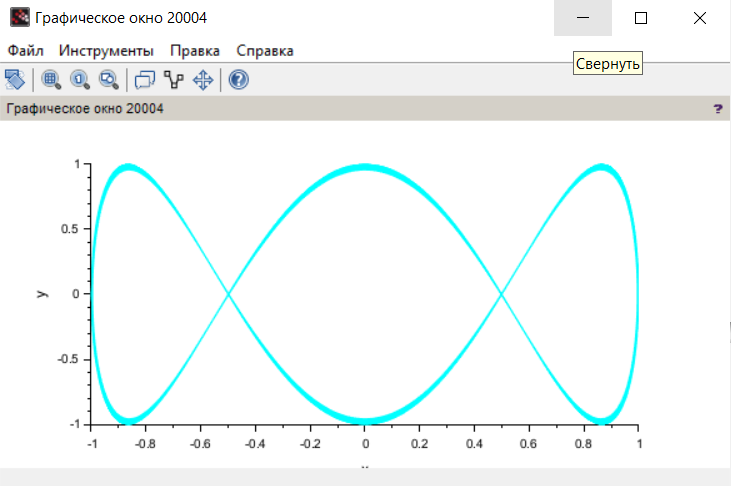 Графическое окно 20004
Файл Инструменты Правка Справка
Свернуть
Графическое окно 20004 ?
1
0.5
y
0
-0.5
-1
-1 -0.8 -0.6 -0.4 -0.2 0 0.2 0.4 0.6 0.8 1